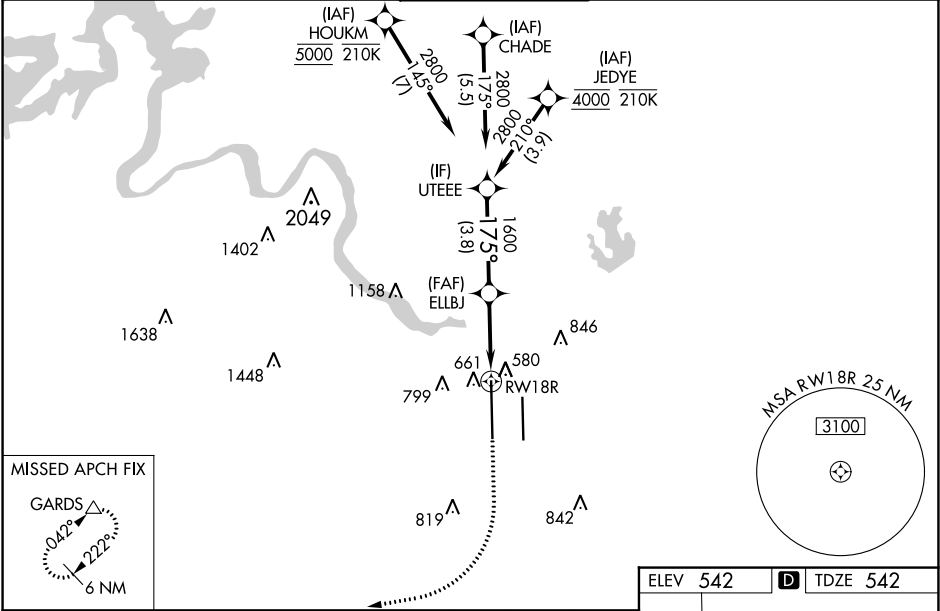 (IAF)
HOUKM
5000 210K
(IAF)
CHADE
(IAF)
JEDYE
4000 210K
2800
145°
(7)
2800
175°
(5.5)
2800
210°
(3.9)
(IF)
UTEEE
1600
175°
(3.8)
2049
1402
1158
(FAF)
ELLBJ
1638
846
1448
661
580
799
RW18R
MSA RW18R 25 NM
3100
MISSED APCH FIX
GARDS
042°
222°
6 NM
819
842
ELEV 542
D
TDZE 542